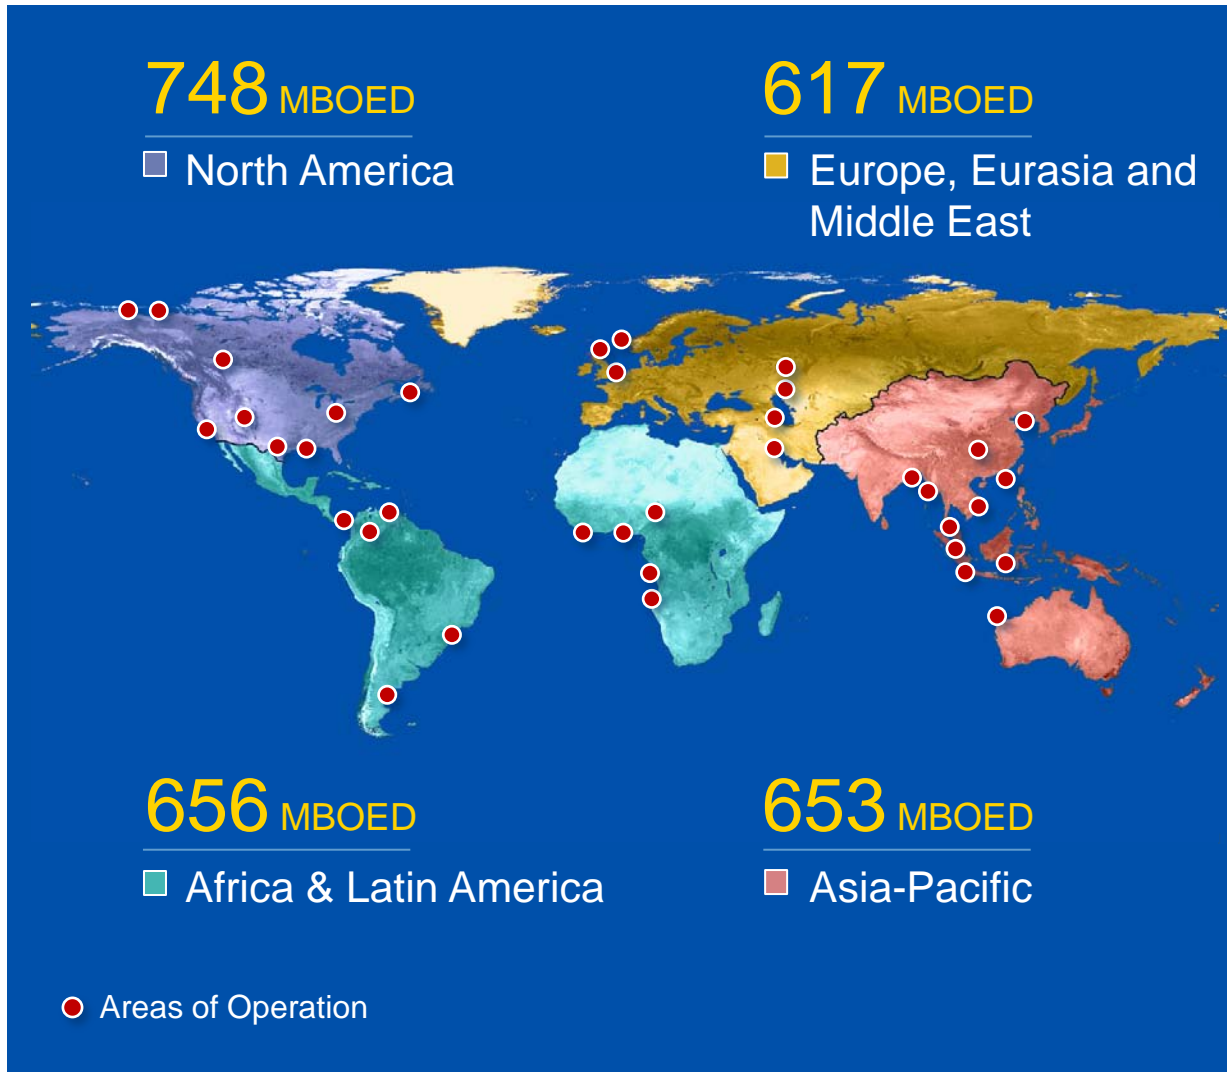 748 MBOED
North America
617 MBOED
Europe, Eurasia and
Middle East
656 MBOED
Africa & Latin America
653 MBOED
Asia-Pacific
Areas of Operation